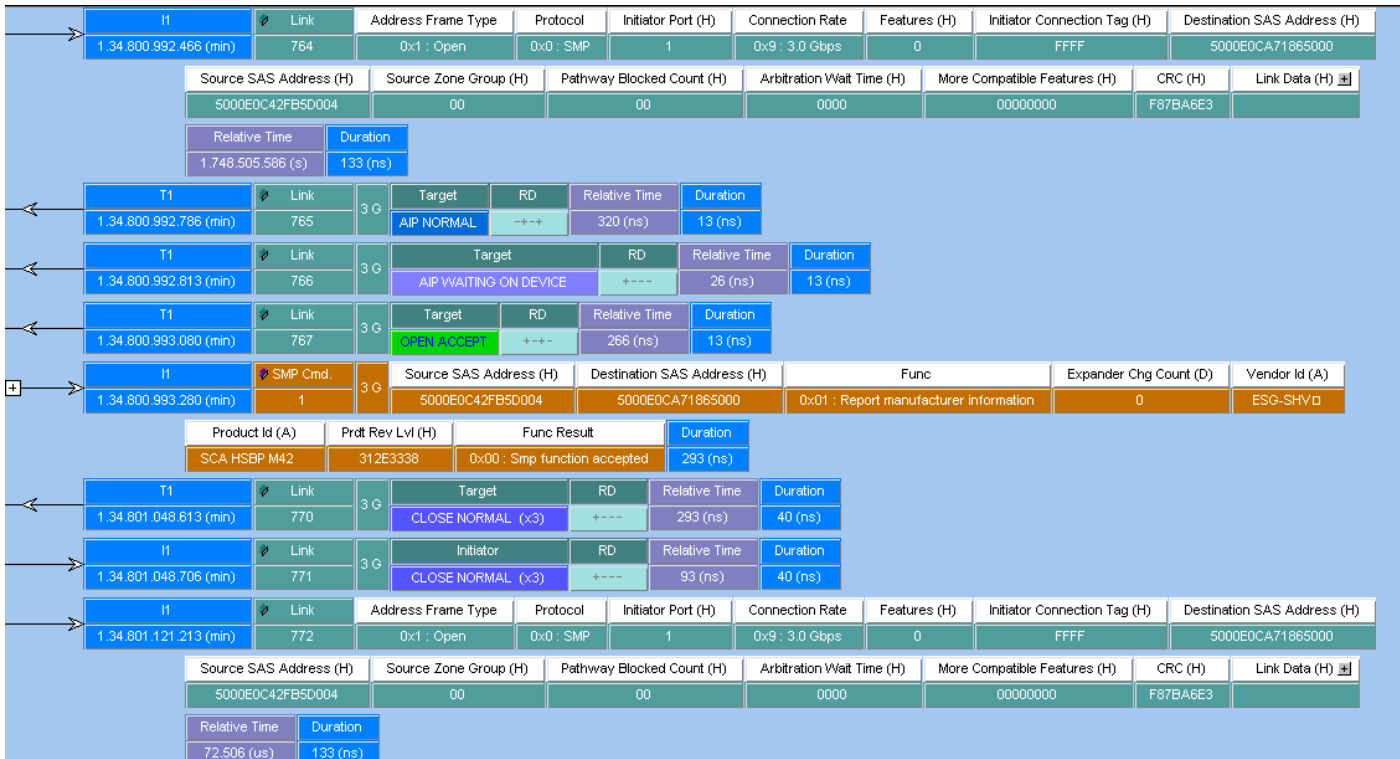 I1 Link Address Frame Type Protocol Initiator Port (H) Connection Rate Features (H) Initiator Connection Tag (H) Destination SAS Address (H)
1.34.800.992.466 (min) 764 0x1 : Open 0x0 : SMP 1 0x9 : 3.0 Gbps 0 FFFF 5000E0CA71865000
Source SAS Address (H) Source Zone Group (H) Pathway Blocked Count (H) Arbitration Wait Time (H) More Compatible Features (H) CRC (H) Link Data (H) +
5000E0C42FB5D004 00 00 0000 00000000 F87BA6E3
Relative Time Duration
1.748.505.586 (s) 133 (ns)
T1 Link 3 G Target RD Relative Time Duration
1.34.800.992.786 (min) 765 AIP NORMAL -+-+ 320 (ns) 13 (ns)
T1 Link 3 G Target RD Relative Time Duration
1.34.800.992.813 (min) 766 AIP WAITING ON DEVICE +--- 26 (ns) 13 (ns)
T1 Link 3 G Target RD Relative Time Duration
1.34.800.993.080 (min) 767 OPEN ACCEPT +-+- 266 (ns) 13 (ns)
+ I1 SMP Cmd. 3 G Source SAS Address (H) Destination SAS Address (H) Func Expander Chg Count (D) Vendor Id (A)
1.34.800.993.280 (min) 1 5000E0C42FB5D004 5000E0CA71865000 0x01 : Report manufacturer information 0 ESG-SHV□
Product Id (A) Prdt Rev Lvl (H) Func Result Duration
SCA HSBP M42 312E3338 0x00 : Smp function accepted 293 (ns)
T1 Link 3 G Target RD Relative Time Duration
1.34.801.048.613 (min) 770 CLOSE NORMAL (x3) +--- 293 (ns) 40 (ns)
I1 Link 3 G Initiator RD Relative Time Duration
1.34.801.048.706 (min) 771 CLOSE NORMAL (x3) +--- 93 (ns) 40 (ns)
I1 Link Address Frame Type Protocol Initiator Port (H) Connection Rate Features (H) Initiator Connection Tag (H) Destination SAS Address (H)
1.34.801.121.213 (min) 772 0x1 : Open 0x0 : SMP 1 0x9 : 3.0 Gbps 0 FFFF 5000E0CA71865000
Source SAS Address (H) Source Zone Group (H) Pathway Blocked Count (H) Arbitration Wait Time (H) More Compatible Features (H) CRC (H) Link Data (H) +
5000E0C42FB5D004 00 00 0000 00000000 F87BA6E3
Relative Time Duration
72.506 (us) 133 (ns)